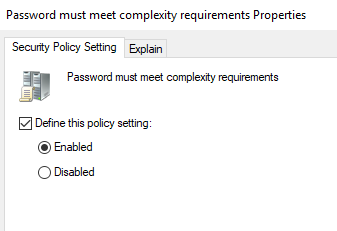 Password must meet complexity requirements Properties
Security Policy Setting Explain
Password must meet complexity requirements
Define this policy setting:
Enabled
Disabled